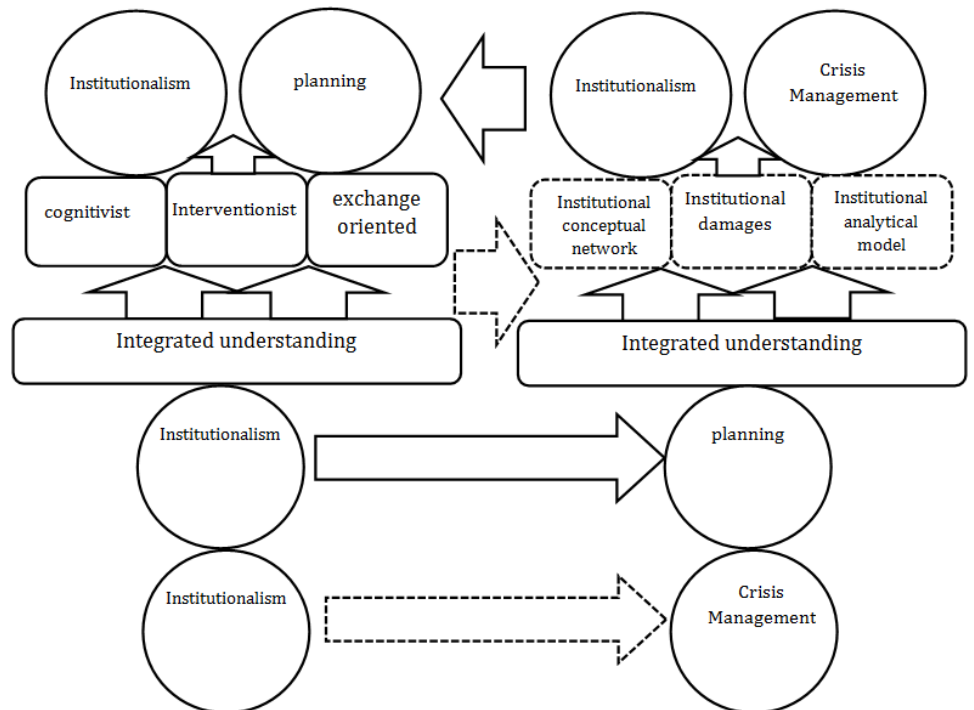 Institutionalism
planning
Institutionalism
Crisis
Management
cognitivist
Interventionist
exchange
oriented
Institutional
conceptual
network
Institutional
damages
Institutional
analytical
model
Integrated understanding
Integrated understanding
Institutionalism
planning
Institutionalism
Crisis
Management